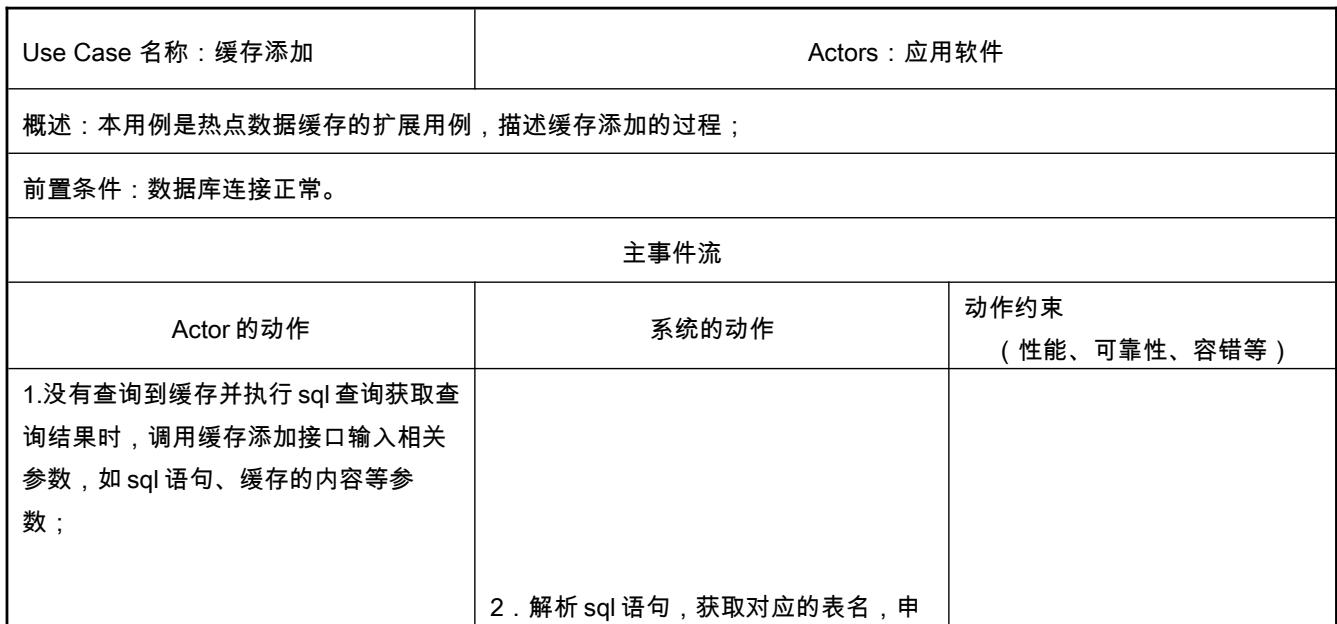 Use Case 名称：缓存添加
Actors：应用软件
概述：本用例是热点数据缓存的扩展用例，描述缓存添加的过程；
前置条件：数据库连接正常。
主事件流
Actor 的动作
系统的动作
动作约束
（性能、可靠性、容错等）
1.没有查询到缓存并执行 sql 查询获取查
询结果时，调用缓存添加接口输入相关
参数，如 sql 语句、缓存的内容等参
数；
2．解析 sql 语句，获取对应的表名，申